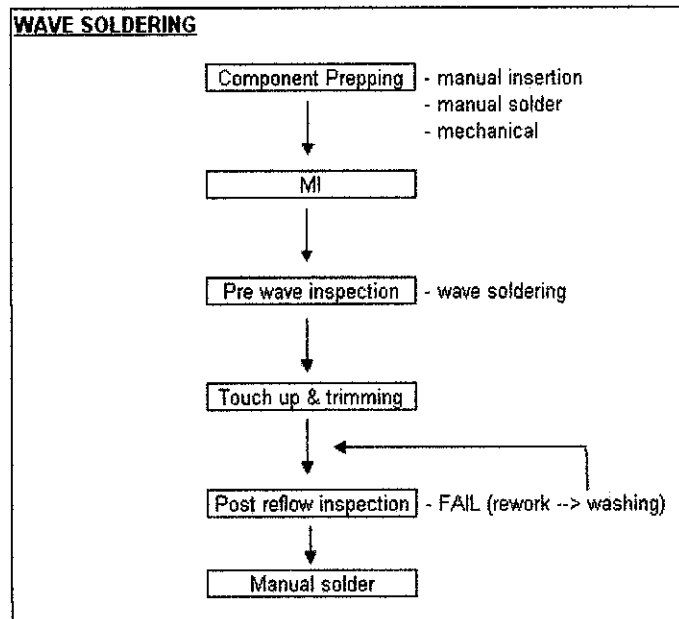 WAVE SOLDERING
Component Prepping - manual insertion
- manual solder
- mechanical
MI
Pre wave inspection - wave soldering
Touch up & trimming
Post reflow inspection - FAIL (rework --> washing)
Manual solder